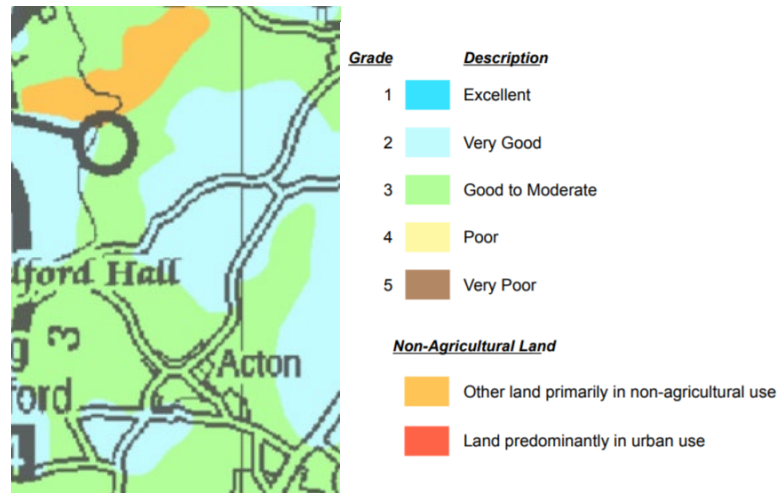 lford Hall
g 3
Acton
ford
4
Grade Description
1 Excellent
2 Very Good
3 Good to Moderate
4 Poor
5 Very Poor
Non-Agricultural Land
Other land primarily in non-agricultural use
Land predominantly in urban use